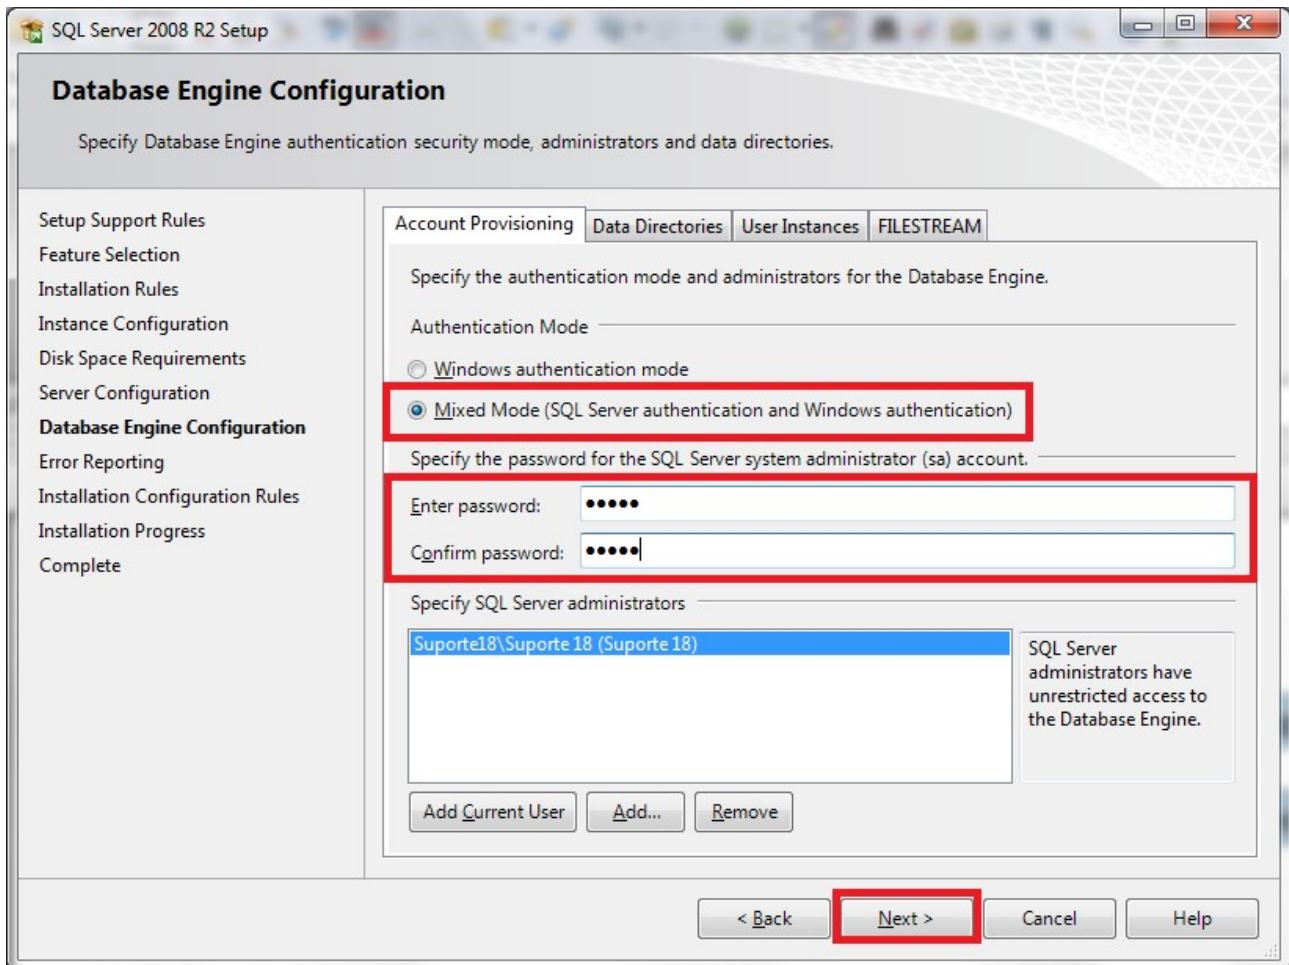 SQL Server 2008 R2 Setup
Database Engine Configuration
Specify Database Engine authentication security mode, administrators and data directories.
Setup Support Rules
Feature Selection
Installation Rules
Instance Configuration
Disk Space Requirements
Server Configuration
Database Engine Configuration
Error Reporting
Installation Configuration Rules
Installation Progress
Complete
Account Provisioning Data Directories User Instances FILESTREAM
Specify the authentication mode and administrators for the Database Engine.
Authentication Mode
Windows authentication mode
Mixed Mode (SQL Server authentication and Windows authentication)
Specify the password for the SQL Server system administrator (sa) account.
Enter password: •••••
Confirm password: •••••
Specify SQL Server administrators
Suporte18\Suporte 18 (Suporte 18)
SQL Server
administrators have
unrestricted access to
the Database Engine.
Add Current User Add... Remove
< Back Next > Cancel Help